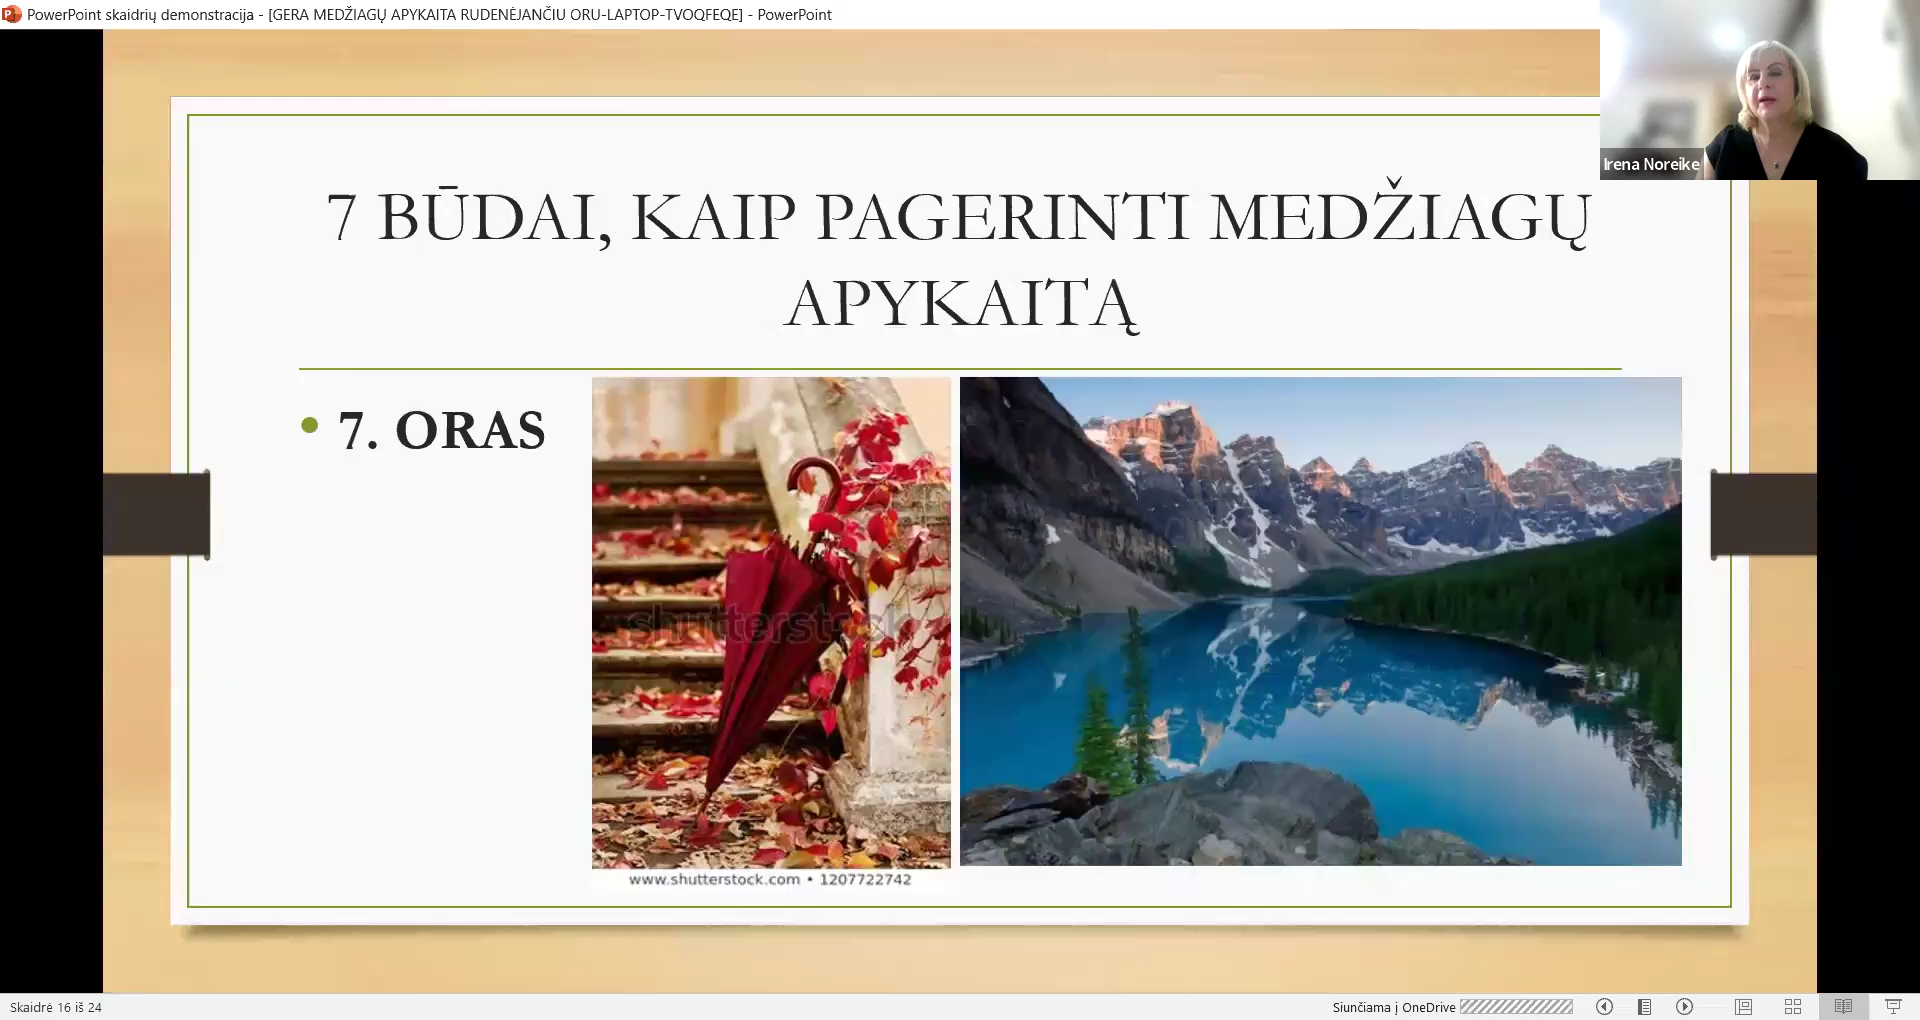 PowerPoint skaidrių demonstracija - [GERA MEDŽIAGŲ APYKAITA RUDENĖJANČIU ORU-LAPTOP-TVOQFEQE] - PowerPoint
Irena Noreike
7 BŪDAI, KAIP PAGERINTI MEDŽIAGŲ
APYKAITĄ
• 7. ORAS
shutterstock
www.shutterstock.com • 1207722742
Skaidrė 16 iš 24
Siunčiama į OneDrive